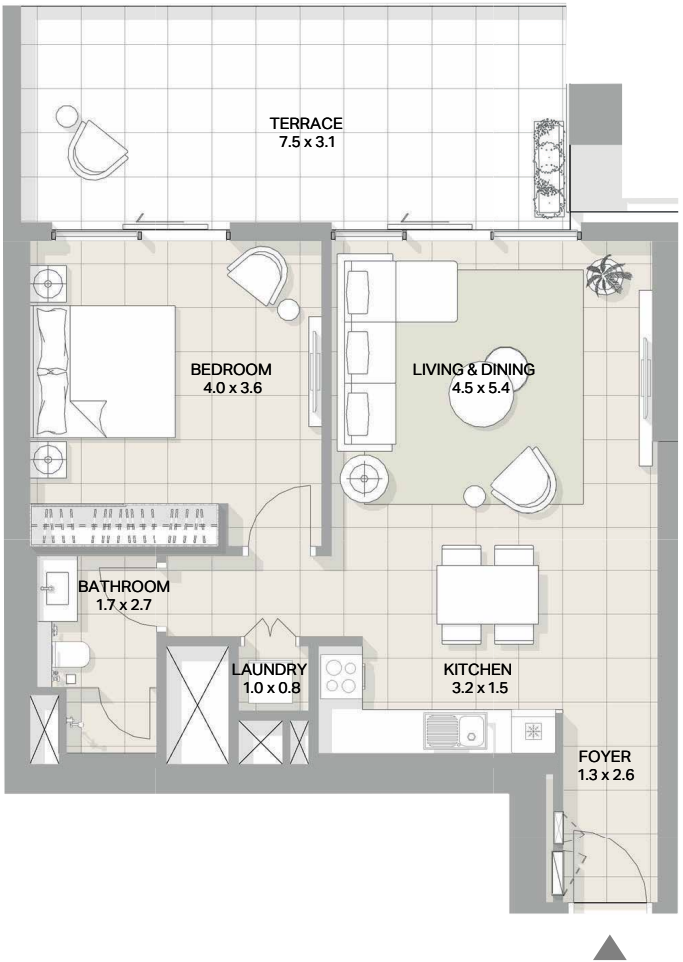 TERRACE
7.5 x 3.1
BEDROOM
4.0 x 3.6
LIVING & DINING
4.5 x 5.4
BATHROOM
1.7 x 2.7
LAUNDRY
1.0 x 0.8
KITCHEN
3.2 x 1.5
FOYER
1.3 x 2.6